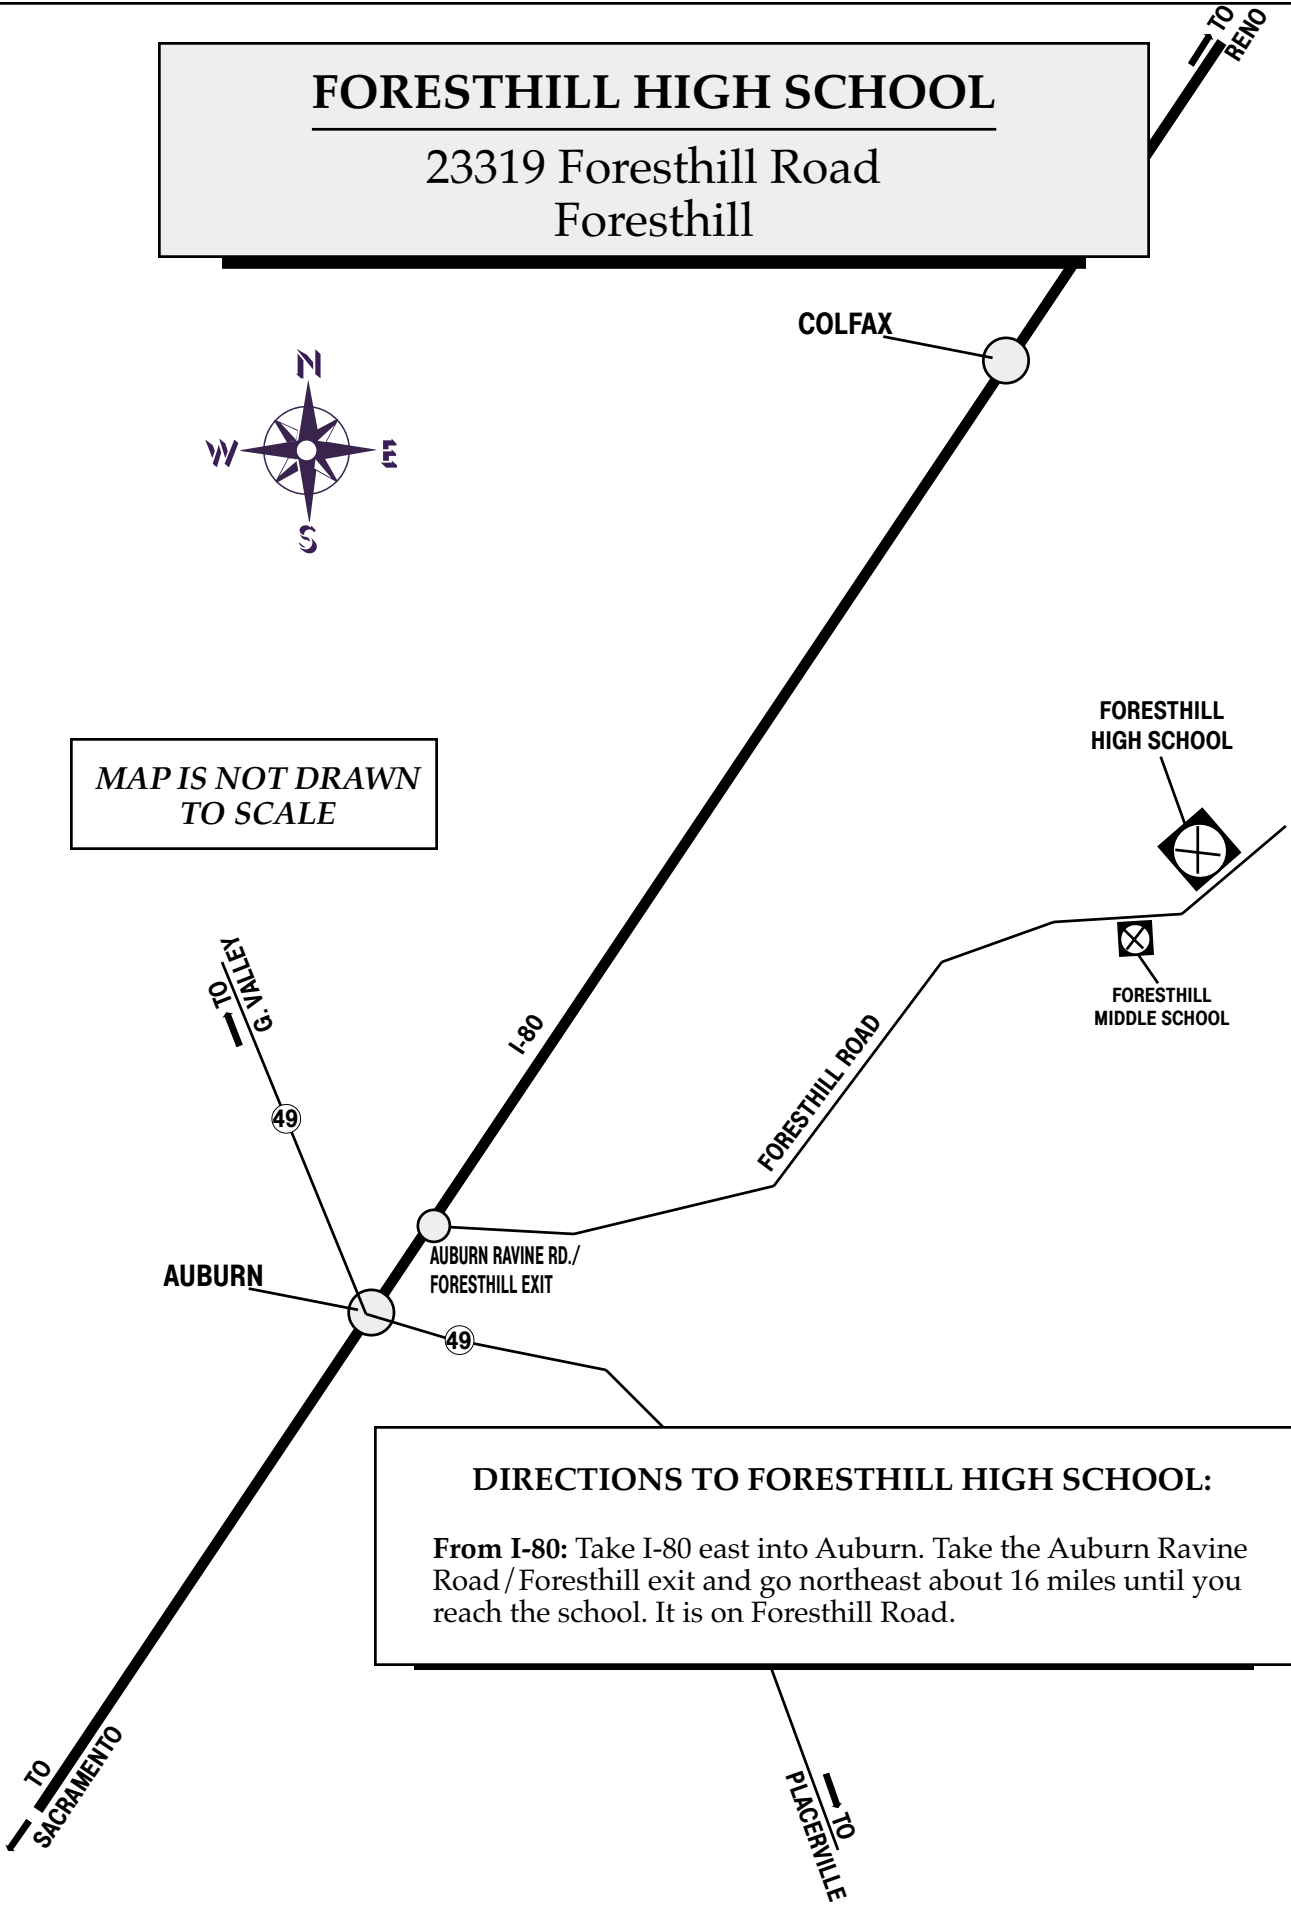 TO
RENO
FORESTHILL HIGH SCHOOL
23319 Foresthill Road
Foresthill
COLFAX
N
W
E
S
FORESTHILL
HIGH SCHOOL
MAP IS NOT DRAWN
TO SCALE
TO
G. VALLEY
FORESTHILL
MIDDLE SCHOOL
I-80
FORESTHILL ROAD
49
AUBURN RAVINE RD./
FORESTHILL EXIT
AUBURN
49
DIRECTIONS TO FORESTHILL HIGH SCHOOL:
From I-80: Take I-80 east into Auburn. Take the Auburn Ravine
Road/Foresthill exit and go northeast about 16 miles until you
reach the school. It is on Foresthill Road.
TO
SACRAMENTO
TO
PLACERVILLE